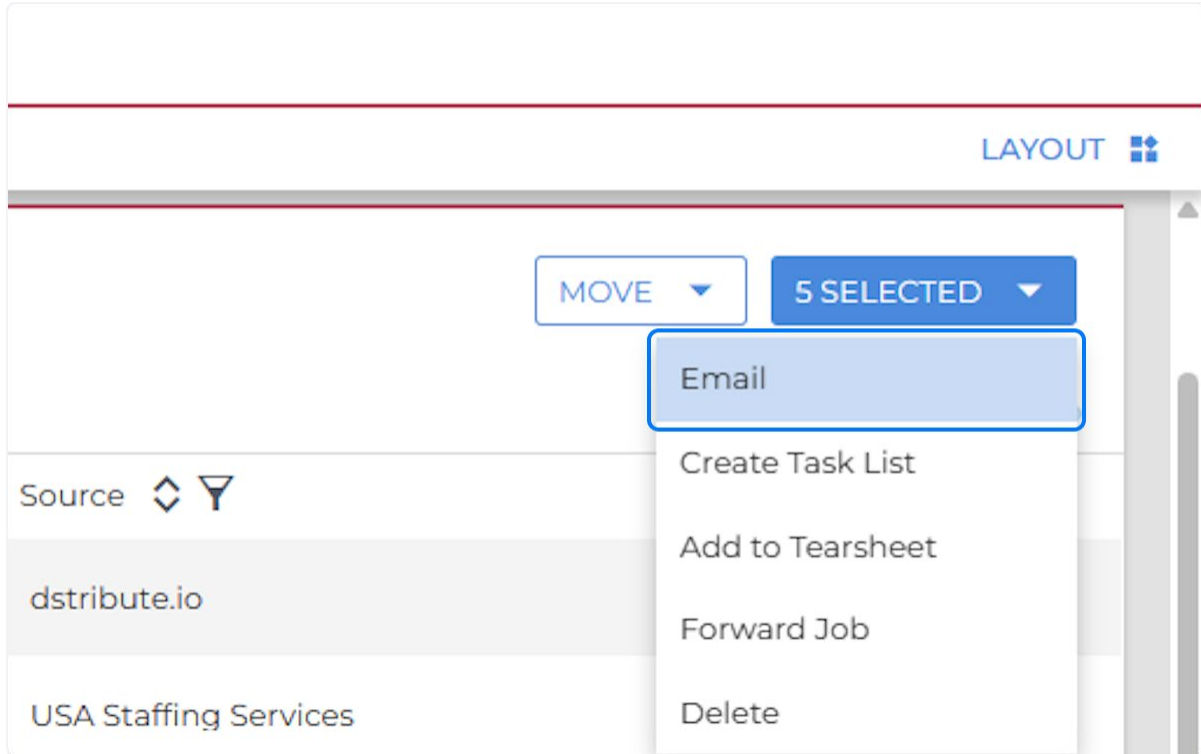 LAYOUT
MOVE
5 SELECTED
Email
Create Task List
Source
Add to Tearsheet
dstribute.io
Forward Job
USA Staffing Services
Delete